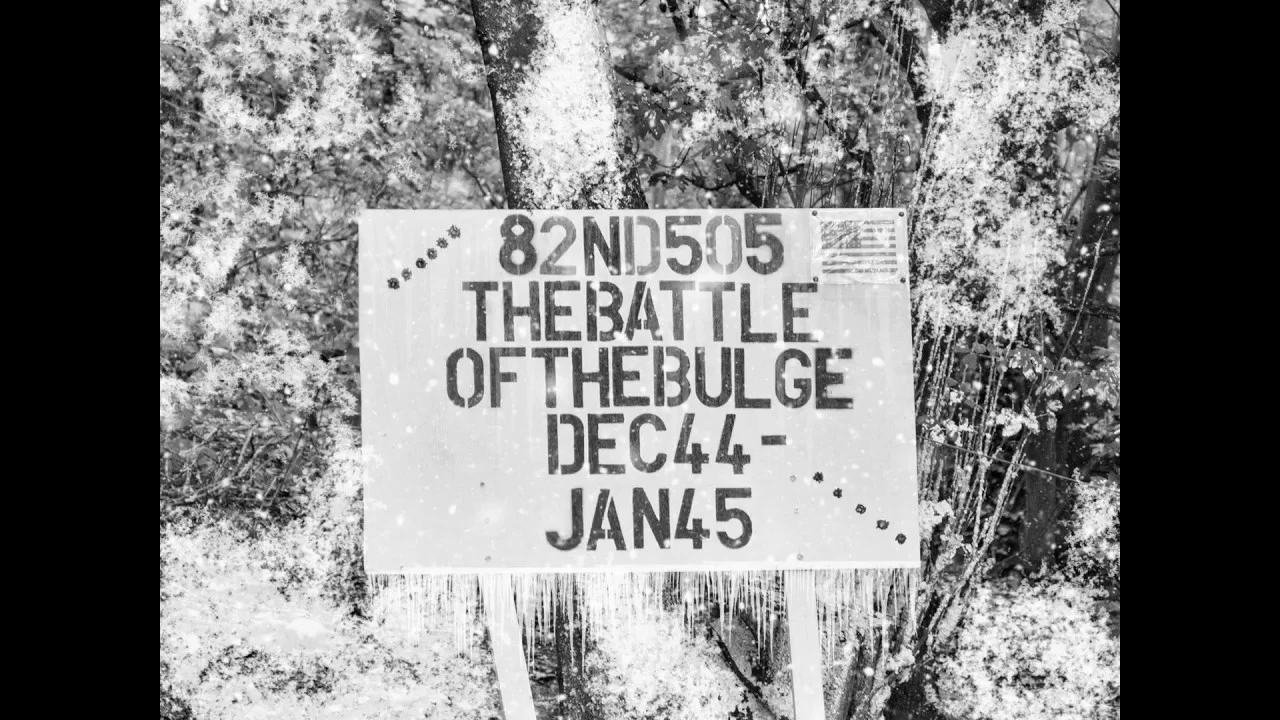 82ND505
THEBATTLE
OFTHEBULGE
DEC44-
JAN45